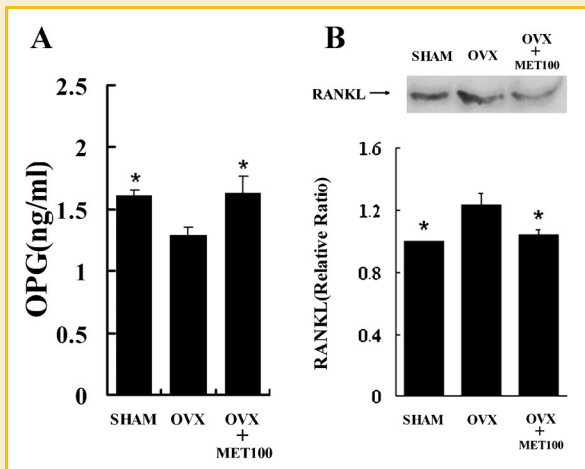 A
OPG(ng/ml)
2.5
2
1.5
1
0.5
0
*
*
SHAM
OVX
OVX
+
MET100
B
SHAM
OVX
OVX
+
MET100
RANKL
RANKL(Relative Ratio)
1.6
1.2
0.8
0.4
0
*
*
SHAM
OVX
OVX
+
MET100